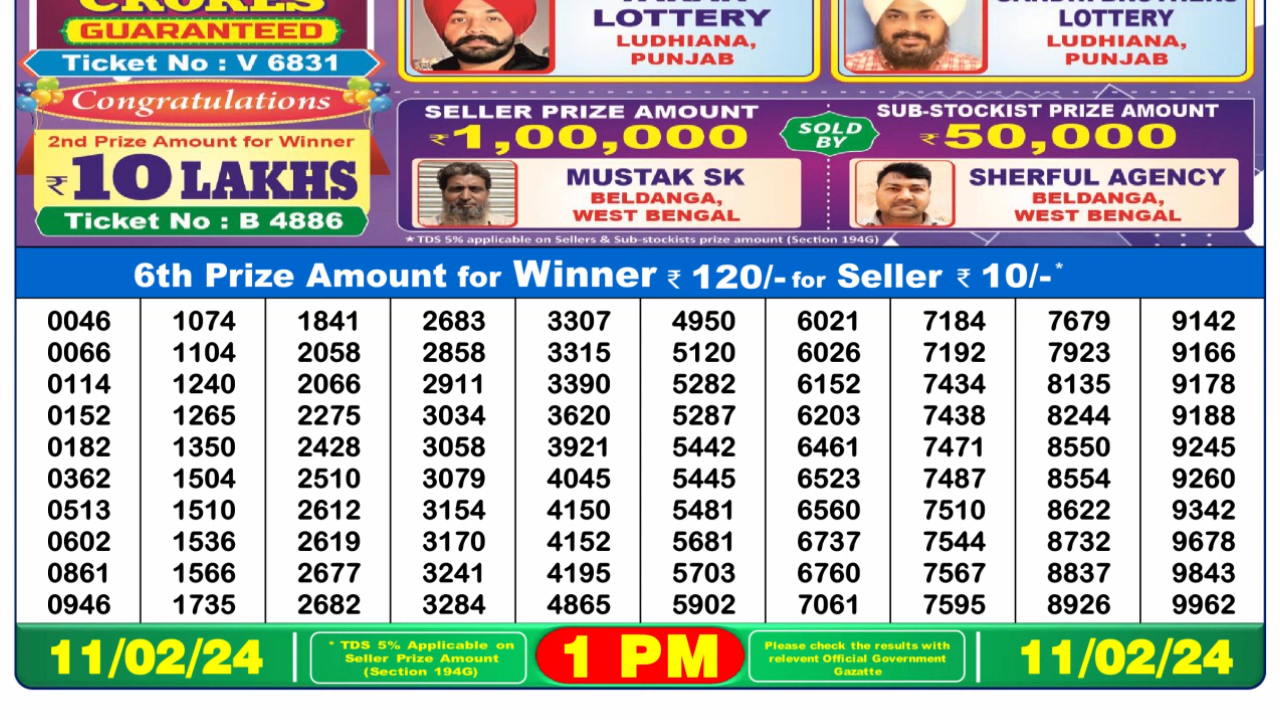 CRORES
GUARANTEED
Ticket No : V 6831
LOTTERY
LUDHIANA,
PUNJAB
LOTTERY
LUDHIANA,
PUNJAB
Congratulations
2nd Prize Amount for Winner
₹10 LAKHS
Ticket No : B 4886
SELLER PRIZE AMOUNT
₹1,00,000
SOLD
BY
SUB-STOCKIST PRIZE AMOUNT
₹50,000
MUSTAK SK
BELDANGA,
WEST BENGAL
SHERFUL AGENCY
BELDANGA,
WEST BENGAL
★ TDS 5% applicable on Sellers & Sub-stockists prize amount (Section 194G)
6th Prize Amount for Winner ₹ 120/- for Seller ₹ 10/-*
0046 1074 1841 2683 3307 4950 6021 7184 7679 9142
0066 1104 2058 2858 3315 5120 6026 7192 7923 9166
0114 1240 2066 2911 3390 5282 6152 7434 8135 9178
0152 1265 2275 3034 3620 5287 6203 7438 8244 9188
0182 1350 2428 3058 3921 5442 6461 7471 8550 9245
0362 1504 2510 3079 4045 5445 6523 7487 8554 9260
0513 1510 2612 3154 4150 5481 6560 7510 8622 9342
0602 1536 2619 3170 4152 5681 6737 7544 8732 9678
0861 1566 2677 3241 4195 5703 6760 7567 8837 9843
0946 1735 2682 3284 4865 5902 7061 7595 8926 9962
11/02/24
* TDS 5% Applicable on
Seller Prize Amount
(Section 194G)
1 PM
Please check the results with
relevent Official Government
Gazatte
11/02/24